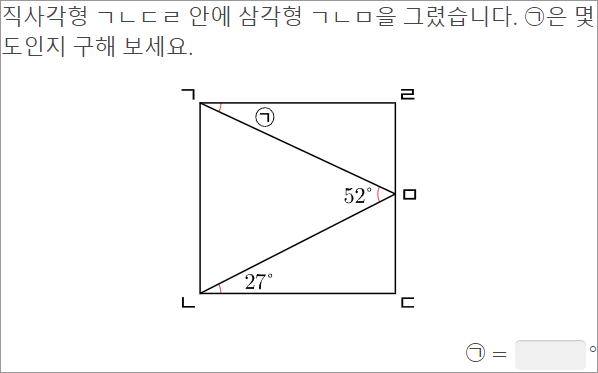 직사각형 ㄱㄴㄷㄹ 안에 삼각형 ㄱㄴㅁ을 그렸습니다. ㉠은 몇
도인지 구해 보세요.
ㄱ ㄹ
㉠
52° ㅁ
27°
ㄴ ㄷ
㉠ = °